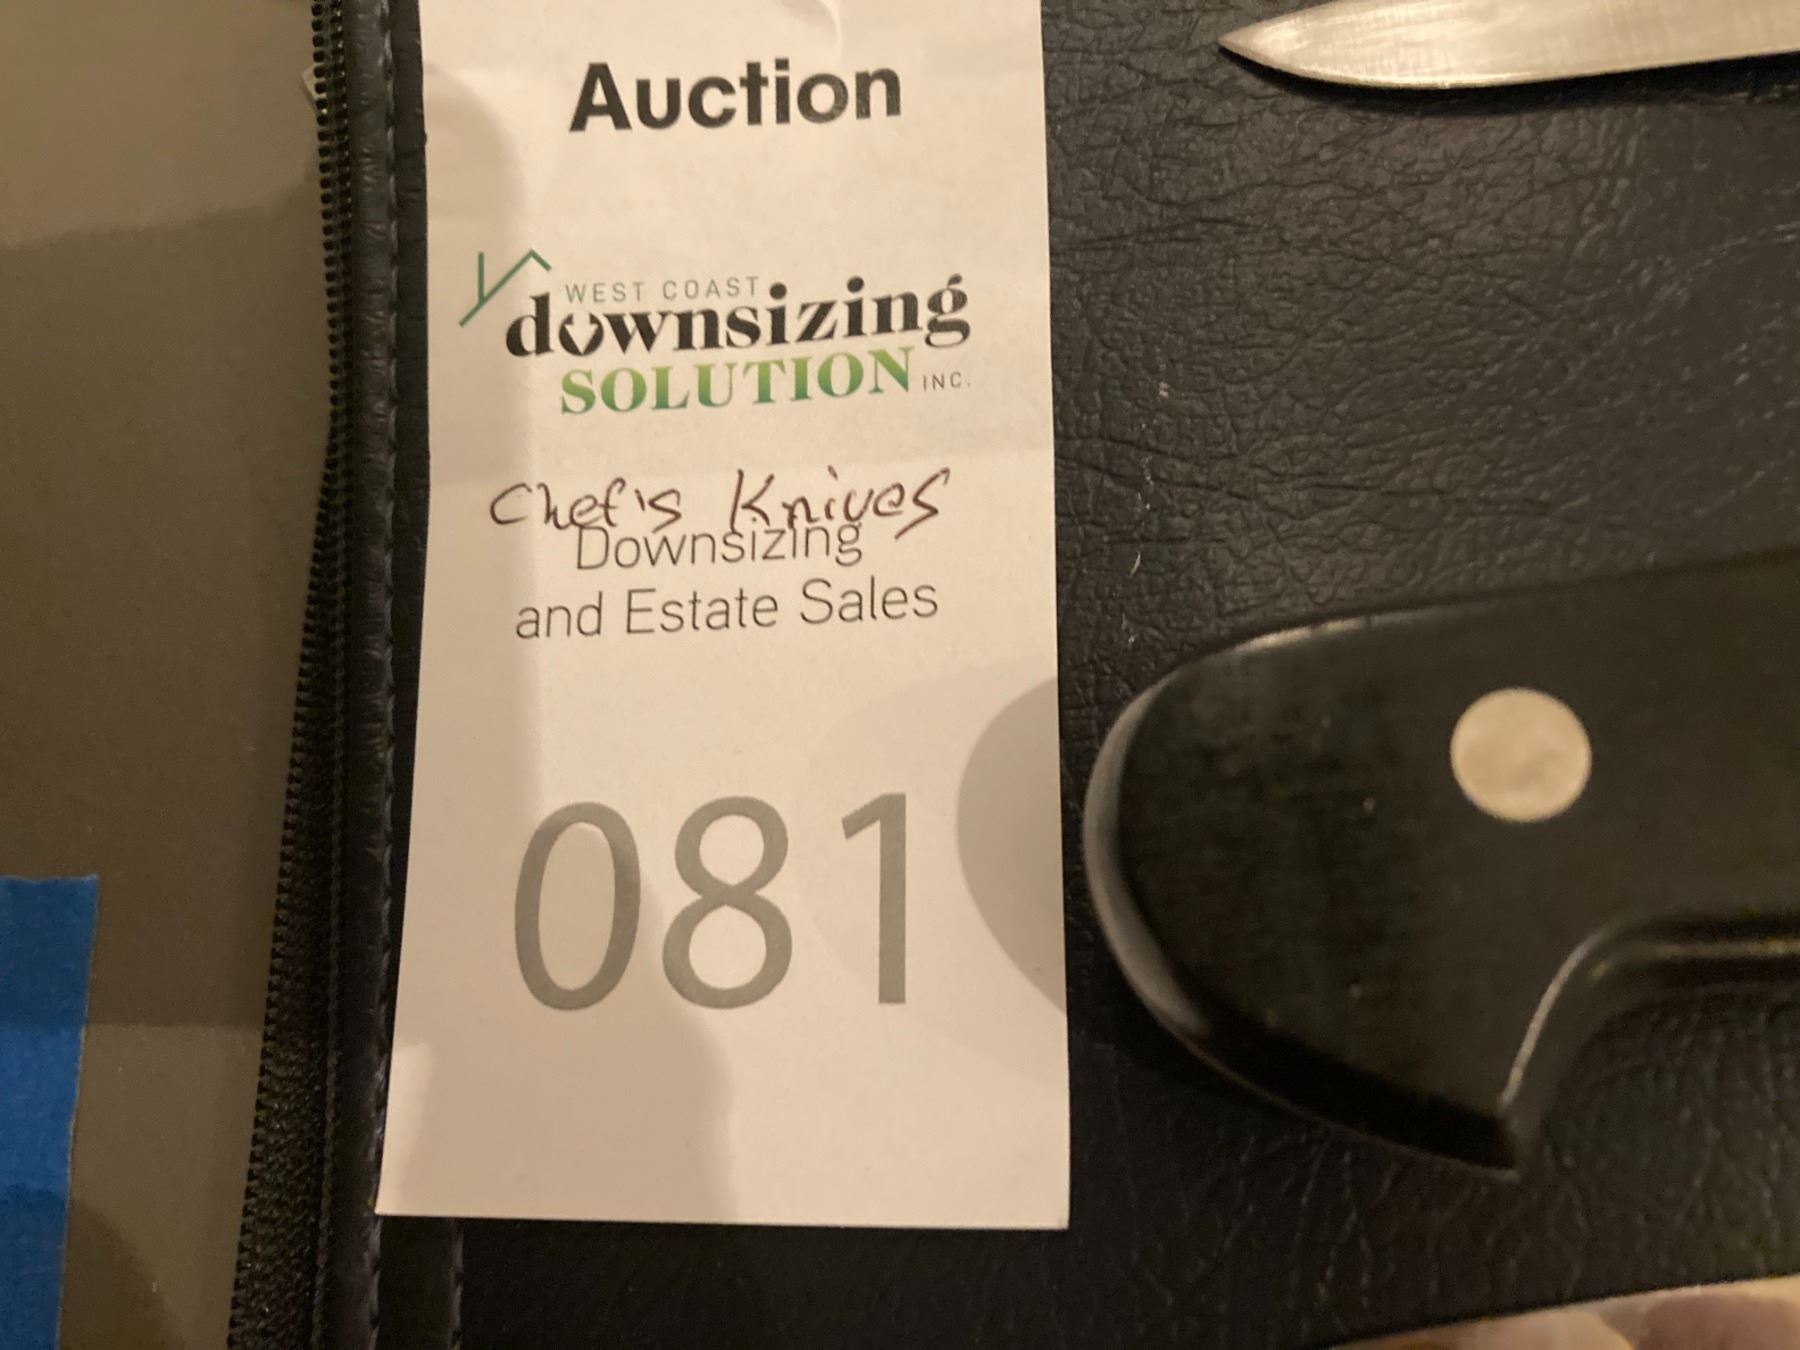 Auction
WEST COAST
downsizing
SOLUTION INC.
Chef's Knives
Downsizing
and Estate Sales
081